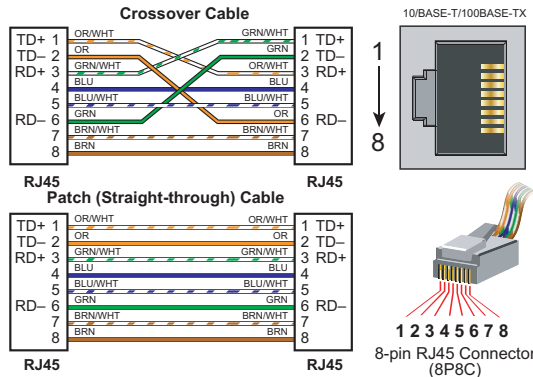 Crossover Cable
TD+ 1 OR/WHT GRN/WHT 1 TD+
TD– 2 OR GRN 2 TD–
RD+ 3 GRN/WHT OR/WHT 3 RD+
4 BLU BLU 4
5 BLU/WHT BLU/WHT 5
RD– 6 GRN OR 6 RD–
7 BRN/WHT BRN/WHT 7
8 BRN BRN 8
RJ45 RJ45
Patch (Straight-through) Cable
TD+ 1 OR/WHT OR/WHT 1 TD+
TD– 2 OR OR 2 TD–
RD+ 3 GRN/WHT GRN/WHT 3 RD+
4 BLU BLU 4
5 BLU/WHT BLU/WHT 5
RD– 6 GRN GRN 6 RD–
7 BRN/WHT BRN/WHT 7
8 BRN BRN 8
RJ45 RJ45
10/BASE-T/100BASE-TX
1
8
1 2 3 4 5 6 7 8
8-pin RJ45 Connector
(8P8C)